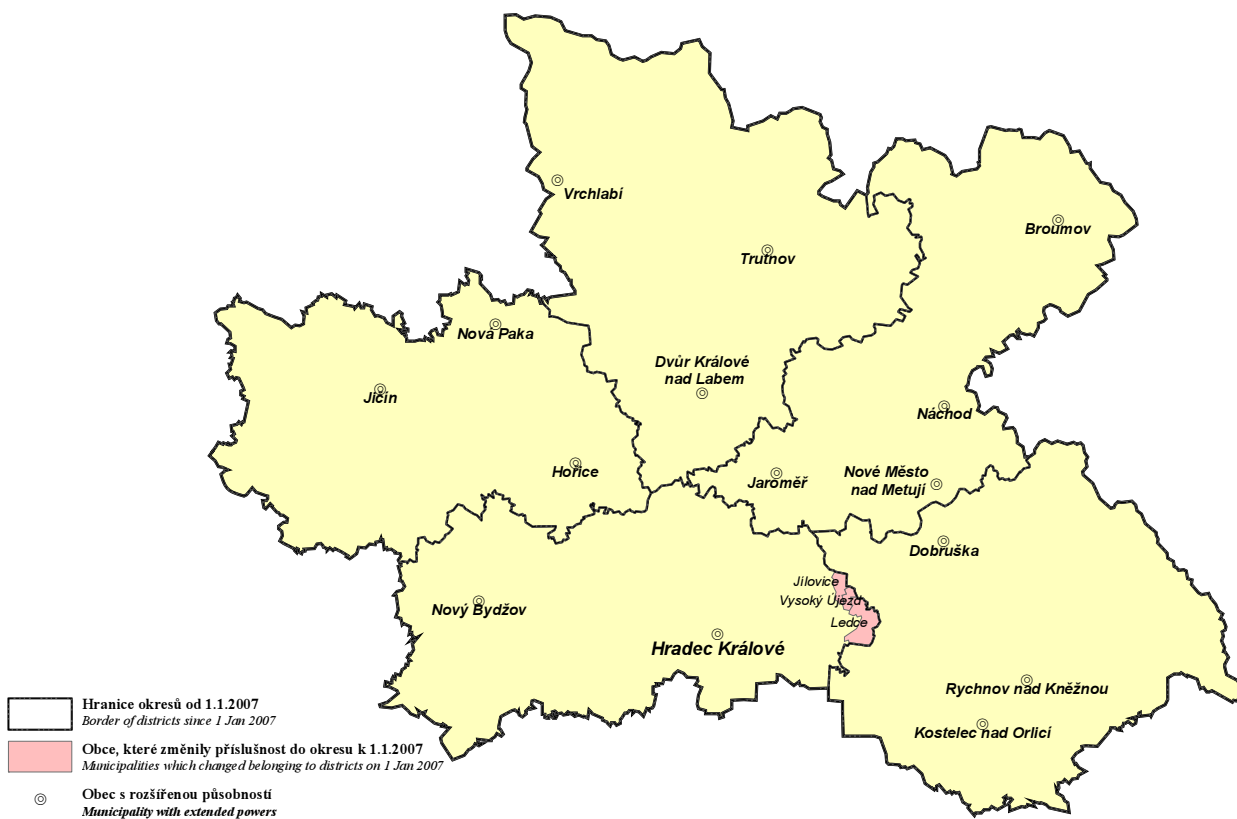 Vrchlabí
Broumov
Trutnov
Nová Paka
Dvůr Králové
nad Labem
Jičín
Náchod
Hořice
Jaroměř
Nové Město
nad Metují
Dobruška
Jílovice
Vysoký Újezd
Ledce
Nový Bydžov
Hradec Králové
Rychnov nad Kněžnou
Kostelec nad Orlicí
Hranice okresů od 1.1.2007
Border of districts since 1 Jan 2007
Obce, které změnily příslušnost do okresu k 1.1.2007
Municipalities which changed belonging to districts on 1 Jan 2007
Obec s rozšířenou působností
Municipality with extended powers